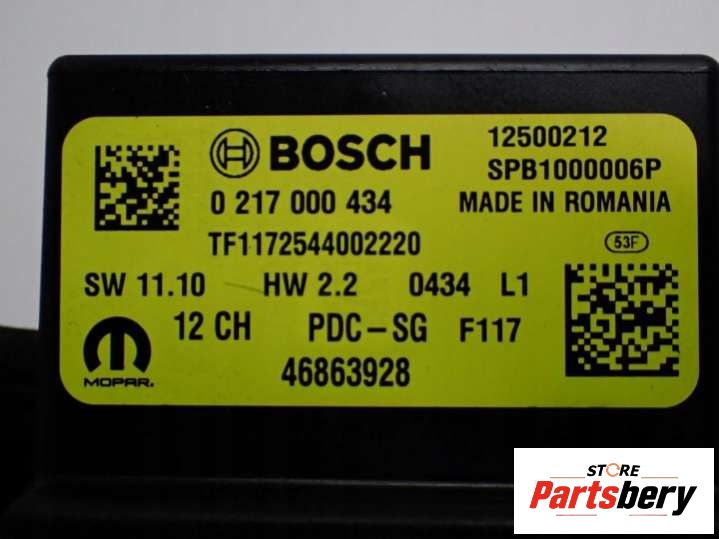 BOSCH
12500212
SPB1000006P
0 217 000 434
MADE IN ROMANIA
TF1172544002220
53F
SW 11.10 HW 2.2 0434 L1
12 CH PDC-SG F117
MOPAR.
46863928
STORE
Partsbery